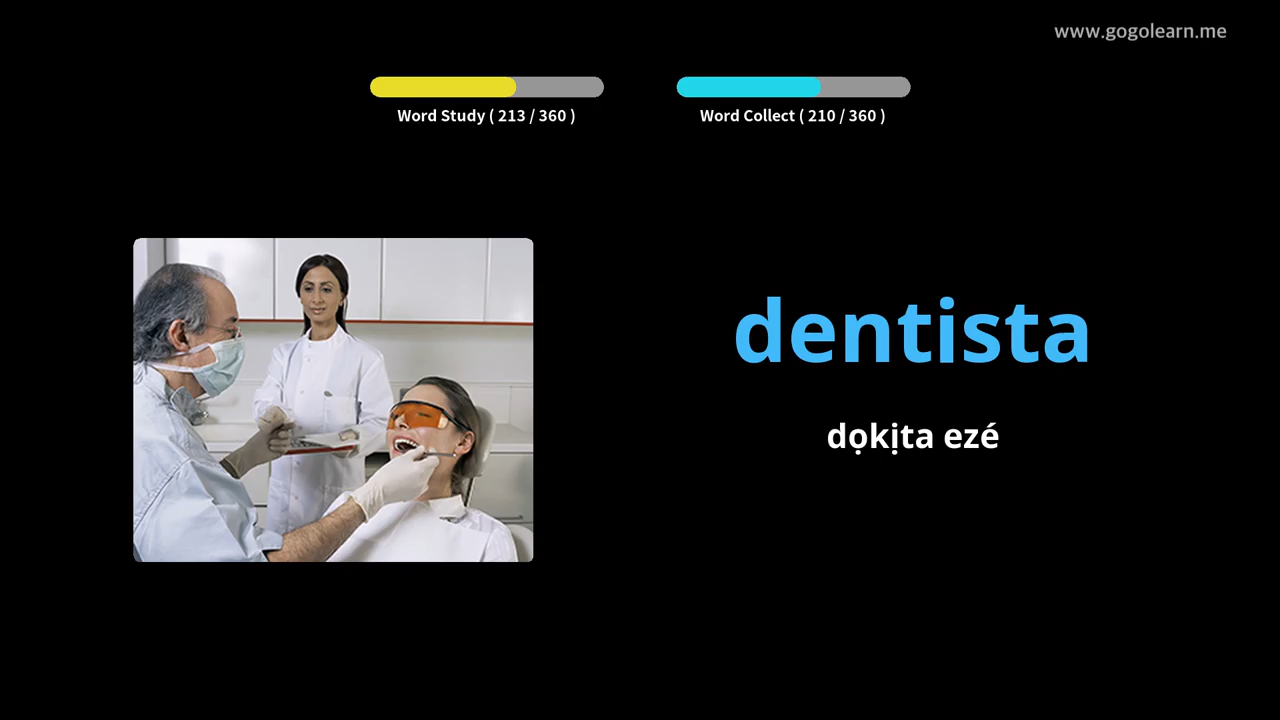 www.gogolearn.me
Word Study ( 213 / 360 )
Word Collect ( 210 / 360 )
dentista
dọkịta ezé